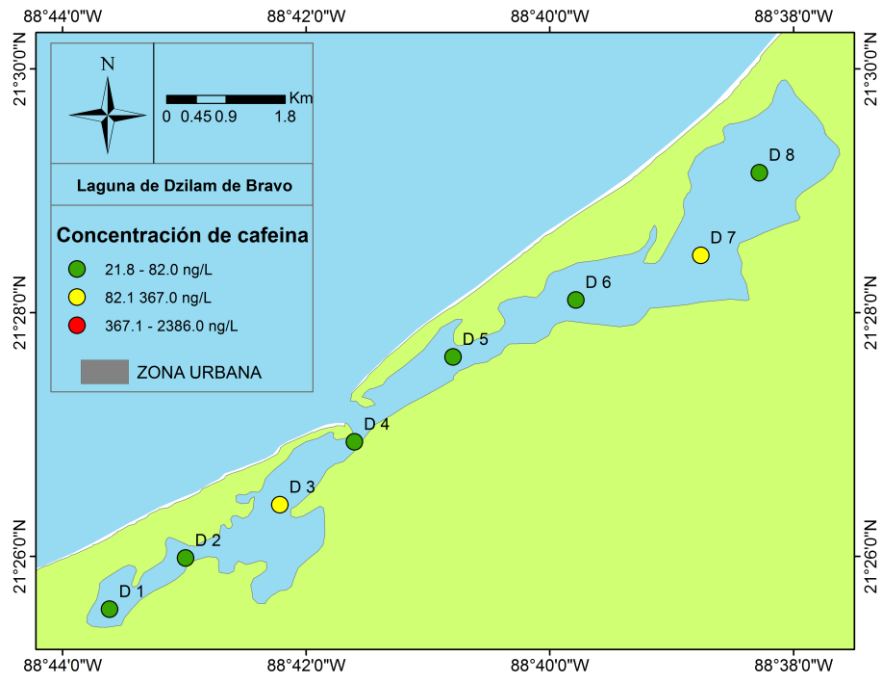 88°44'0"W 88°42'0"W 88°40'0"W 88°38'0"W
21°30'0"N 21°30'0"N
N
Km
0 0.45 0.9 1.8
Laguna de Dzilam de Bravo
Concentración de cafeina
21.8 - 82.0 ng/L
82.1 367.0 ng/L
367.1 - 2386.0 ng/L
ZONA URBANA
D 8
D 7
D 6
21°28'0"N 21°28'0"N
D 5
D 4
D 3
D 2
21°26'0"N 21°26'0"N
D 1
88°44'0"W 88°42'0"W 88°40'0"W 88°38'0"W